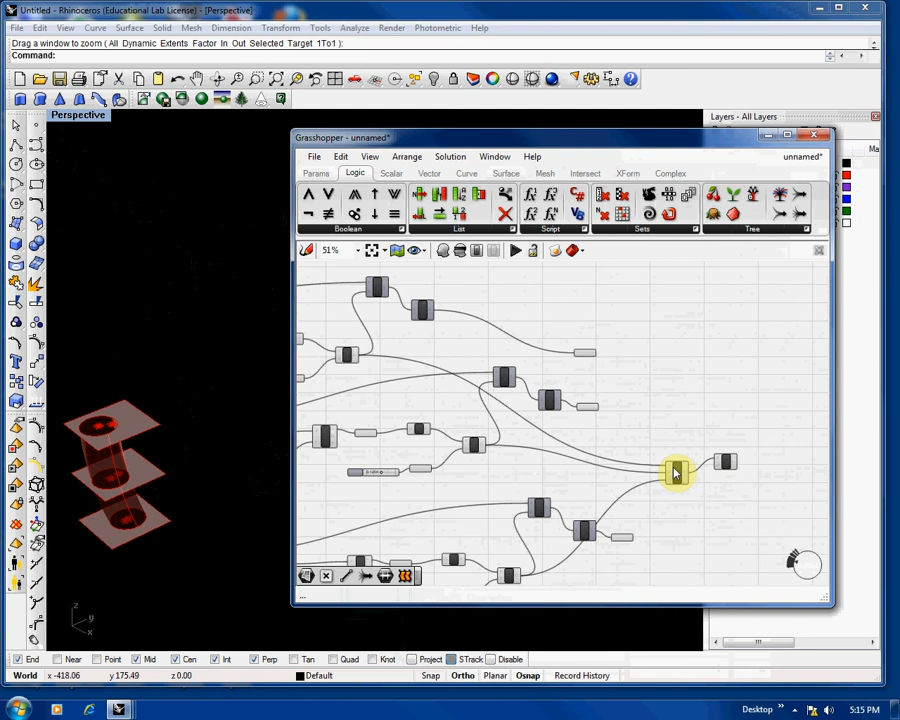 Untitled - Rhinoceros (Educational Lab License) - [Perspective]
File Edit View Curve Surface Solid Mesh Dimension Transform Tools Analyze Render Photometric Help
Drag a window to zoom ( All Dynamic Extents Factor In Out Selected Target 1To1 ):
Command:
Perspective
Layers - All Layers
Ma
Grasshopper - unnamed*
File Edit View Arrange Solution Window Help
unnamed*
Params Logic Scalar Vector Curve Surface Mesh Intersect XForm Complex
Boolean List Script Sets Tree
51%
...
z
y
x
End Near Point Mid Cen Int Perp Tan Quad Knot Project STrack Disable
World x -418.06 y 175.49 z 0.00 Default Snap Ortho Planar Osnap Record History
Desktop » 5:15 PM